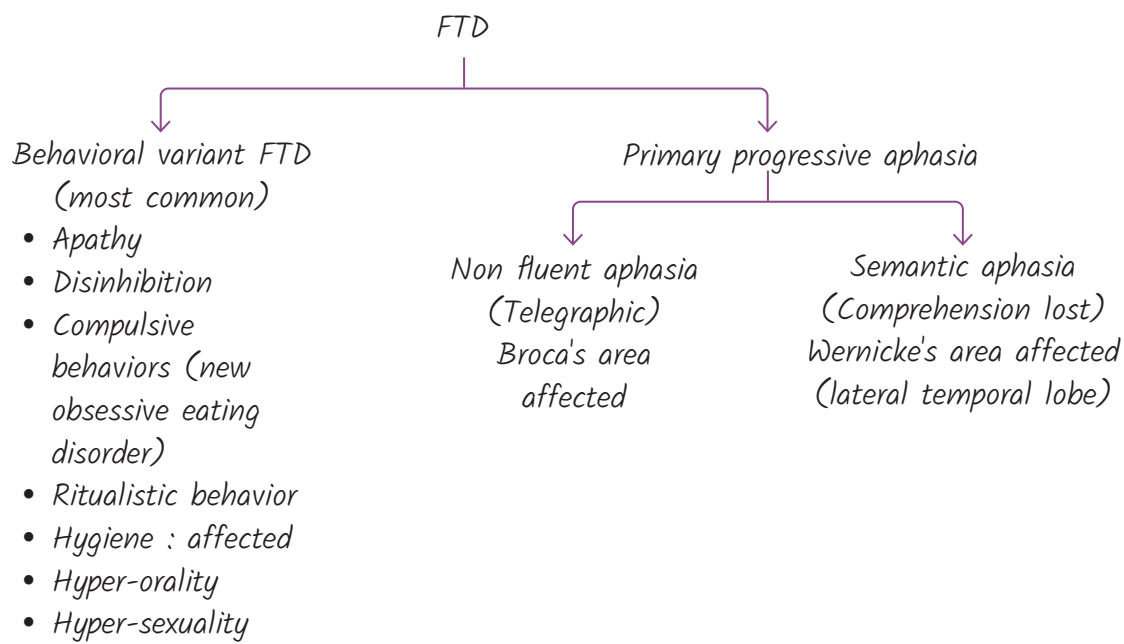 FTD
Behavioral variant FTD
(most common)
• Apathy
• Disinhibition
• Compulsive
behaviors (new
obsessive eating
disorder)
• Ritualistic behavior
• Hygiene : affected
• Hyper-orality
• Hyper-sexuality
Primary progressive aphasia
Non fluent aphasia
(Telegraphic)
Broca's area
affected
Semantic aphasia
(Comprehension lost)
Wernicke's area affected
(lateral temporal lobe)